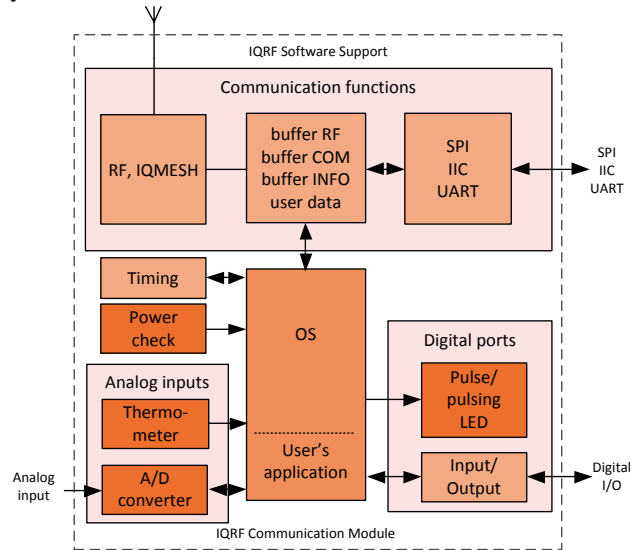 IQRF Software Support
Communication functions
RF, IQMESH
buffer RF
buffer COM
buffer INFO
user data
SPI
IIC
UART
SPI
IIC
UART
Timing
Power
check
OS
User's
application
Analog inputs
Thermo-
meter
A/D
converter
Analog
input
Digital ports
Pulse/
pulsing
LED
Input/
Output
Digital
I/O
IQRF Communication Module